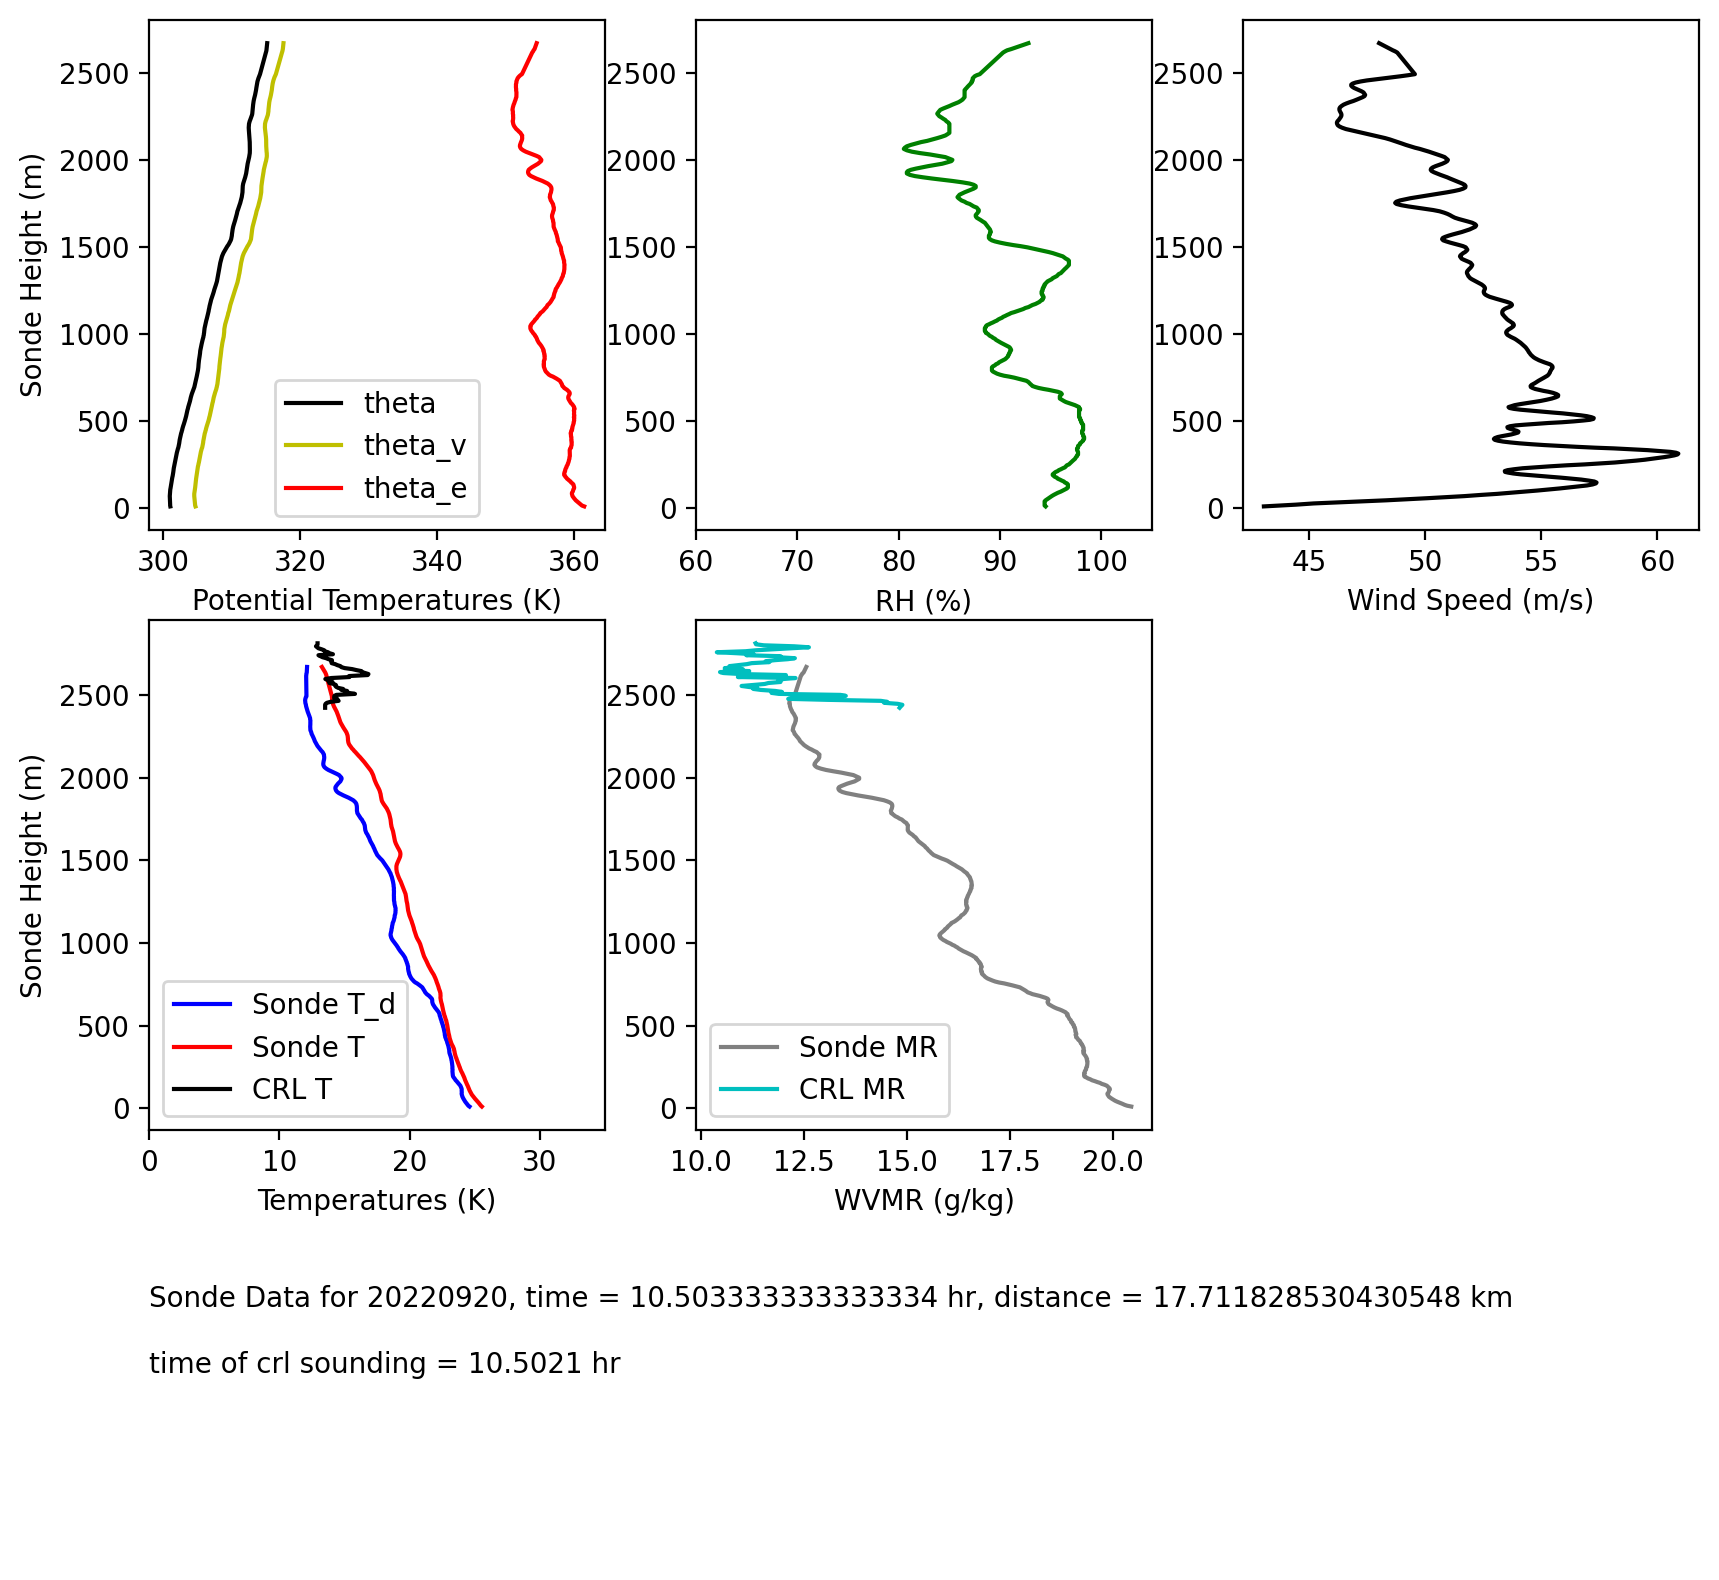 2500
2000
1500
1000
500
0
Sonde Height (m)
theta
theta_v
theta_e
300 320 340 360
Potential Temperatures (K)
2500
2000
1500
1000
500
0
60 70 80 90 100
RH (%)
2500
2000
1500
1000
500
0
45 50 55 60
Wind Speed (m/s)
2500
2000
1500
1000
500
0
Sonde Height (m)
Sonde T_d
Sonde T
CRL T
0 10 20 30
Temperatures (K)
2500
2000
1500
1000
500
0
Sonde MR
CRL MR
10.0 12.5 15.0 17.5 20.0
WVMR (g/kg)
Sonde Data for 20220920, time = 10.503333333333334 hr, distance = 17.711828530430548 km
time of crl sounding = 10.5021 hr